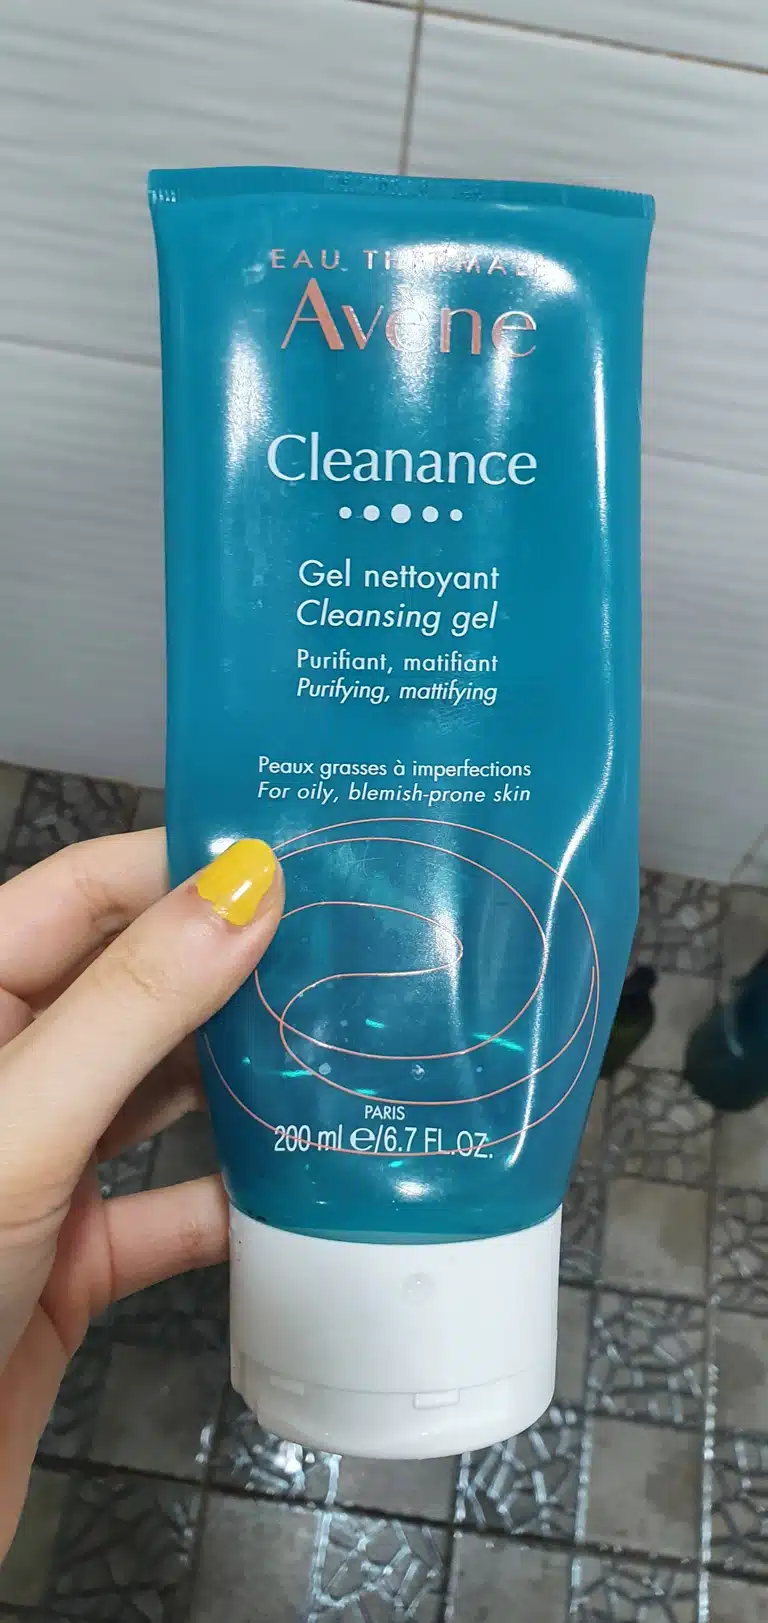 EAU THERMALE
Avène
Cleanance
Gel nettoyant
Cleansing gel
Purifiant, matifiant
Purifying, mattifying
Peaux grasses à imperfections
For oily, blemish-prone skin
PARIS
200 ml e/6.7 FL.OZ.